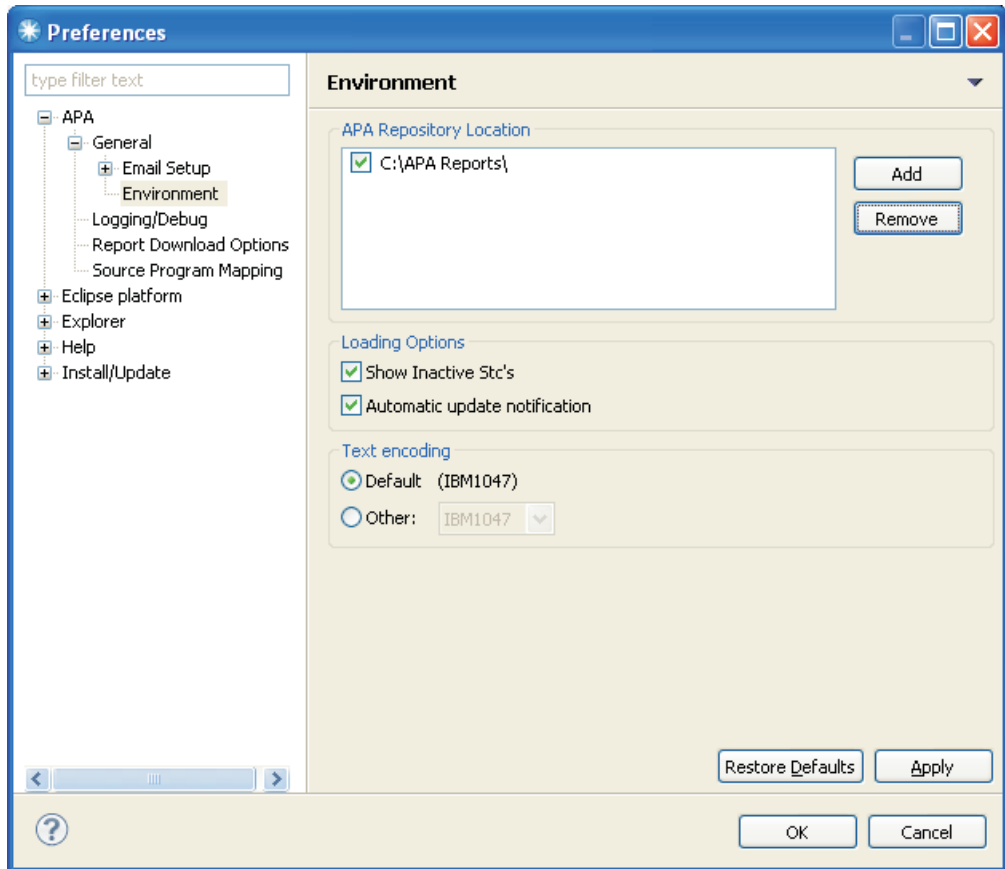 Preferences
type filter text
Environment
APA
General
Email Setup
Environment
Logging/Debug
Report Download Options
Source Program Mapping
Eclipse platform
Explorer
Help
Install/Update
APA Repository Location
C:\APA Reports\
Add
Remove
Loading Options
Show Inactive Stc's
Automatic update notification
Text encoding
Default (IBM1047)
Other: IBM1047
Restore Defaults Apply
?
OK Cancel